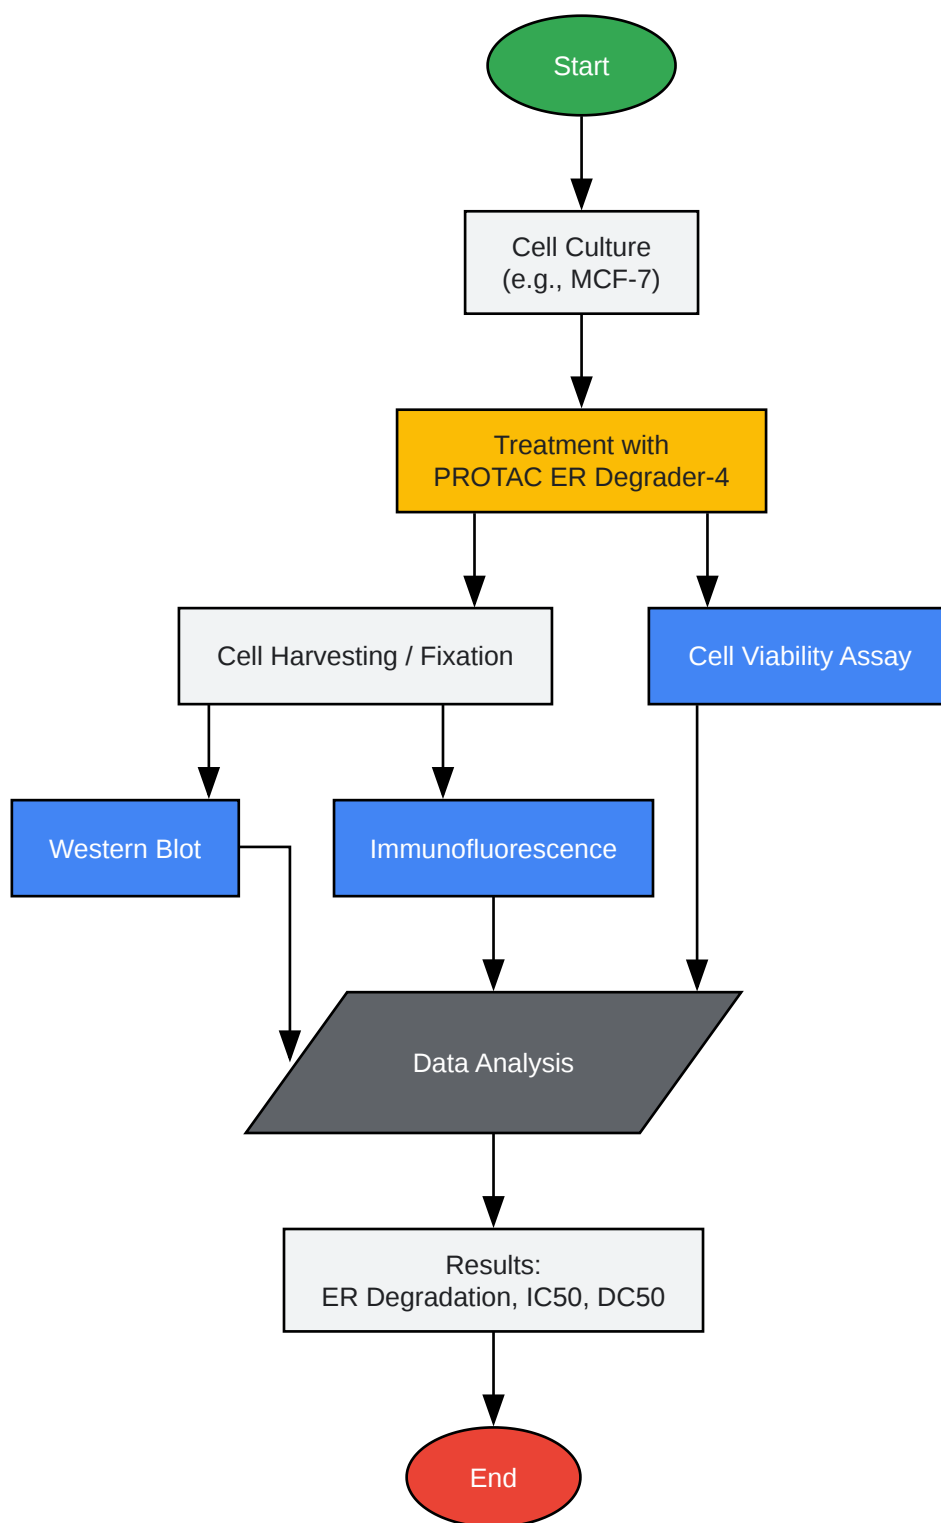 Start
Cell Culture
(e.g., MCF-7)
Treatment with
PROTAC ER Degrader-4
Cell Harvesting / Fixation
Cell Viability Assay
Western Blot
Immunofluorescence
Data Analysis
Results:
ER Degradation, IC50, DC50
End